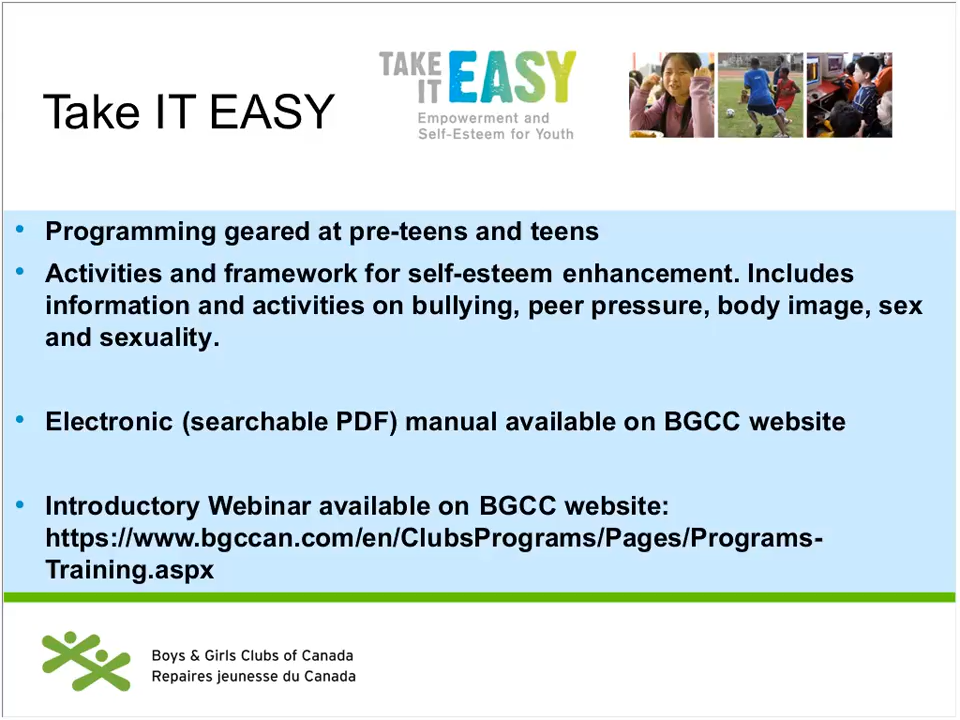 Take IT EASY
TAKE
IT EASY
Empowerment and
Self-Esteem for Youth
• Programming geared at pre-teens and teens
• Activities and framework for self-esteem enhancement. Includes
information and activities on bullying, peer pressure, body image, sex
and sexuality.
• Electronic (searchable PDF) manual available on BGCC website
• Introductory Webinar available on BGCC website:
https://www.bgccan.com/en/ClubsPrograms/Pages/Programs-
Training.aspx
Boys & Girls Clubs of Canada
Repaires jeunesse du Canada